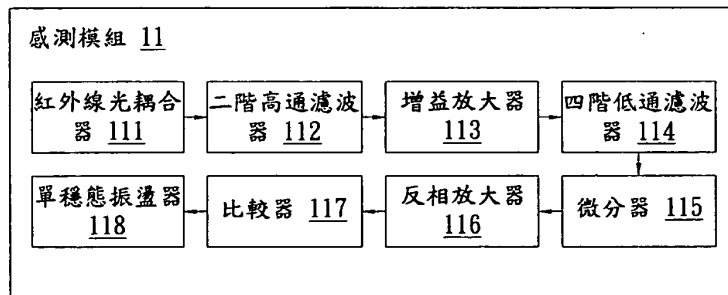 感測模組 11
紅外線光耦合
器 111
二階高通濾波
器 112
增益放大器
113
四階低通濾波
器 114
單穩態振盪器
118
比較器 117
反相放大器
116
微分器 115